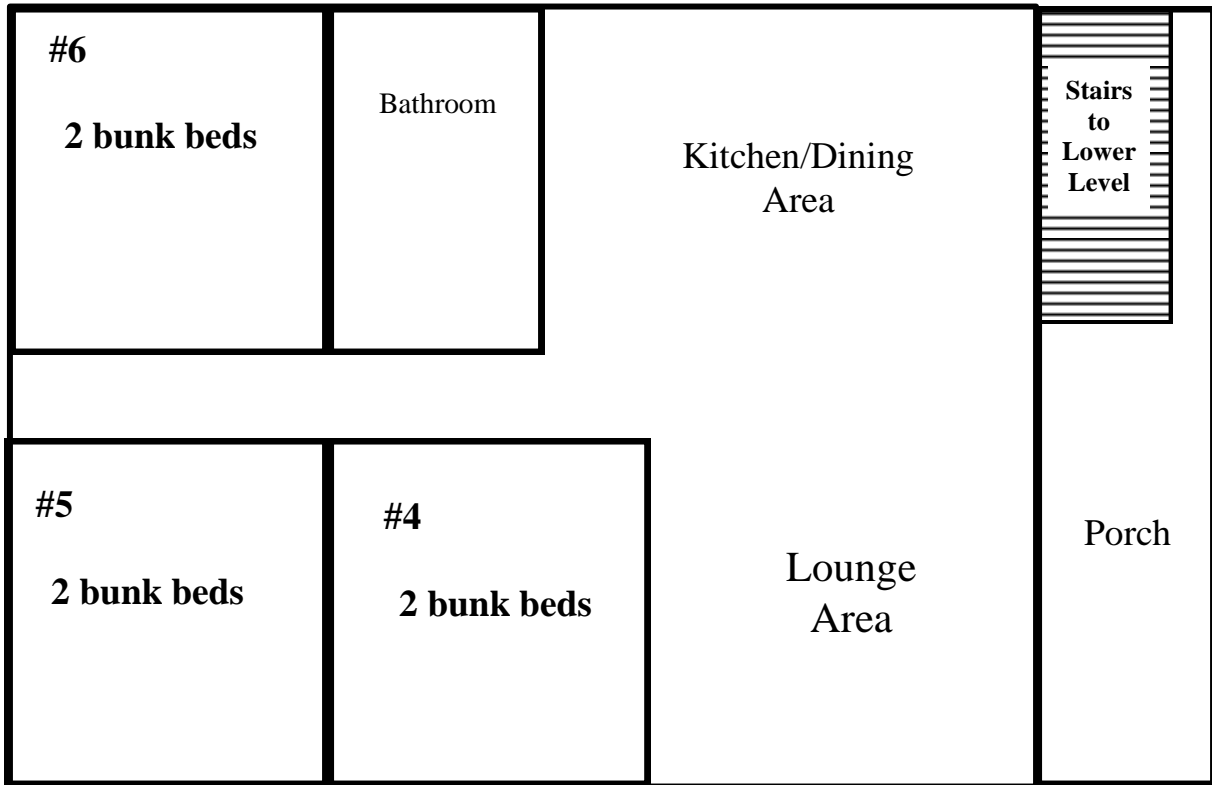 #6
2 bunk beds
Bathroom
Kitchen/Dining
Area
Stairs
to
Lower
Level
#5
2 bunk beds
#4
2 bunk beds
Lounge
Area
Porch